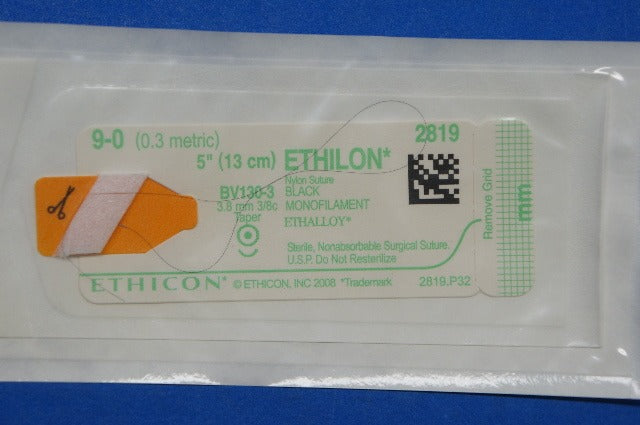 9-0 (0.3 metric)
2819
5" (13 cm) ETHILON*
Nylon Suture
BV130-3 BLACK
3.8 mm 3/8c MONOFILAMENT
Taper ETHALLOY*
Sterile, Nonabsorbable Surgical Suture.
U.S.P. Do Not Resterilize
ETHICON* © ETHICON, INC 2008 *Trademark 2819.P32
Remove Grid
mm